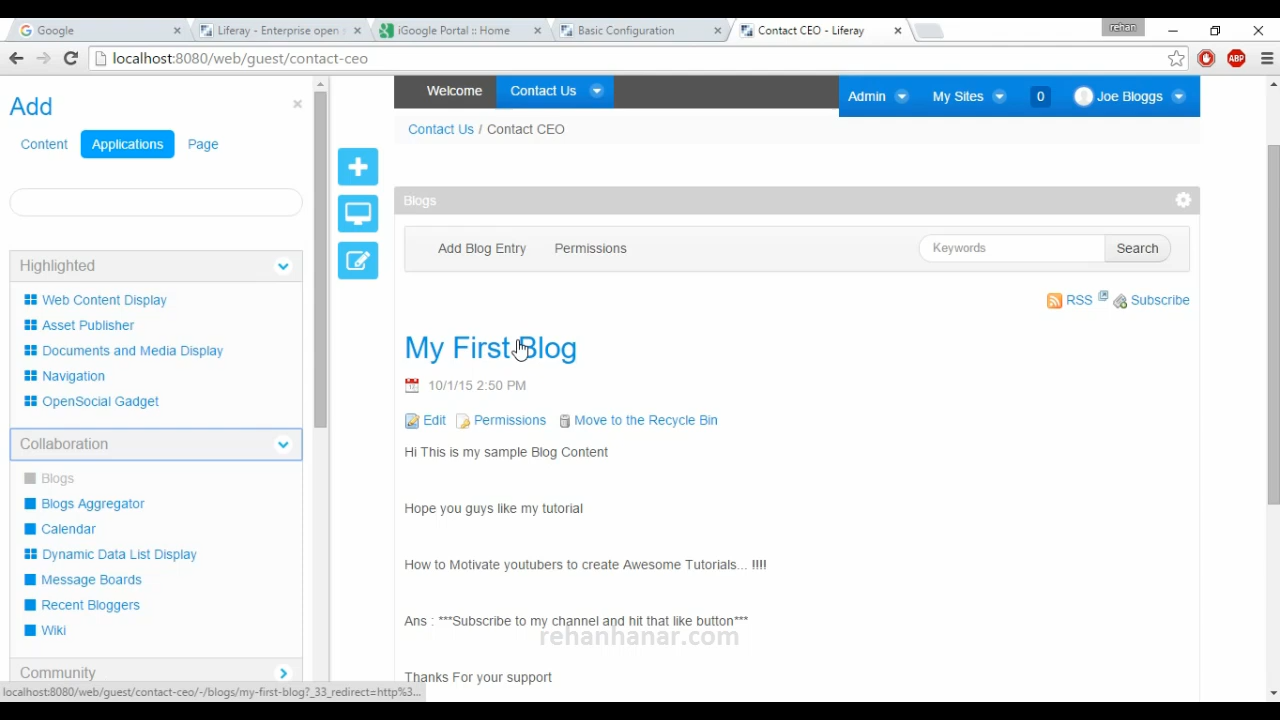 Google
Liferay - Enterprise open
iGoogle Portal :: Home
Basic Configuration
Contact CEO - Liferay
rehan
localhost:8080/web/guest/contact-ceo
ABP
Add
Content Applications Page
Highlighted
Web Content Display
Asset Publisher
Documents and Media Display
Navigation
OpenSocial Gadget
Collaboration
Blogs
Blogs Aggregator
Calendar
Dynamic Data List Display
Message Boards
Recent Bloggers
Wiki
Community
localhost:8080/web/guest/contact-ceo/-/blogs/my-first-blog?_33_redirect=http%3...
Welcome Contact Us
Admin My Sites 0 Joe Bloggs
Contact Us / Contact CEO
Blogs
Add Blog Entry Permissions
Keywords Search
RSS Subscribe
My First Blog
10/1/15 2:50 PM
Edit Permissions Move to the Recycle Bin
Hi This is my sample Blog Content
Hope you guys like my tutorial
How to Motivate youtubers to create Awesome Tutorials... !!!!
Ans : ***Subscribe to my channel and hit that like button***
rehanhanar.com
Thanks For your support